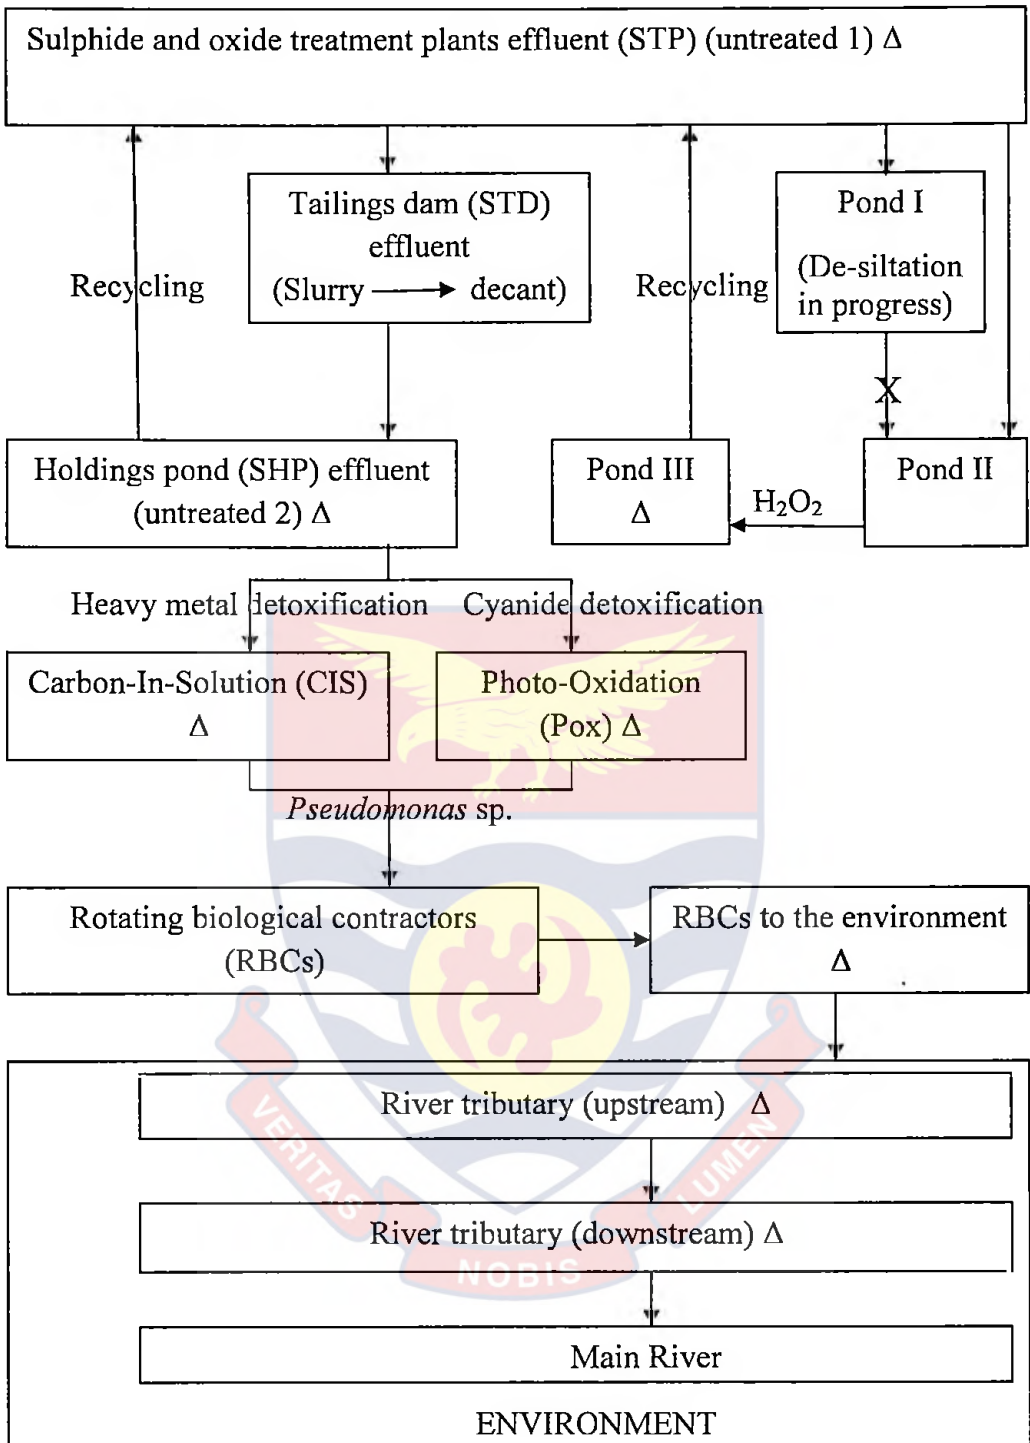 Sulphide and oxide treatment plants effluent (STP) (untreated 1) Δ
Tailings dam (STD)
effluent
(Slurry → decant)
Pond I
(De-siltation
in progress)
Recycling
Recycling
X
Holdings pond (SHP) effluent
(untreated 2) Δ
Pond III
Δ
H₂O₂
Pond II
Heavy metal detoxification
Cyanide detoxification
Carbon-In-Solution (CIS)
Δ
Photo-Oxidation
(Pox) Δ
Pseudomonas sp.
Rotating biological contractors
(RBCs)
RBCs to the environment
Δ
River tributary (upstream) Δ
River tributary (downstream) Δ
Main River
ENVIRONMENT
VERITAS
NOBIS
LUMEN